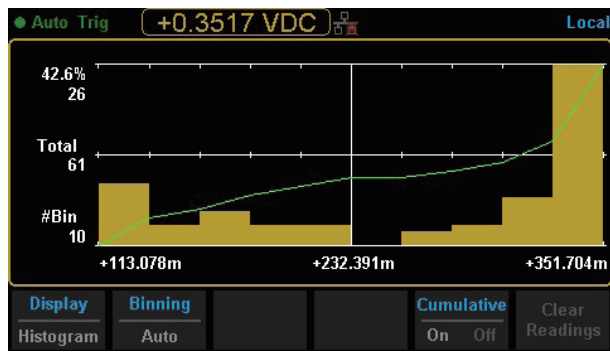 Auto Trig +0.3517 VDC Local
42.6%
26
Total
61
#Bin
10
+113.078m +232.391m +351.704m
Display Binning Cumulative Clear
Histogram Auto On Off Readings